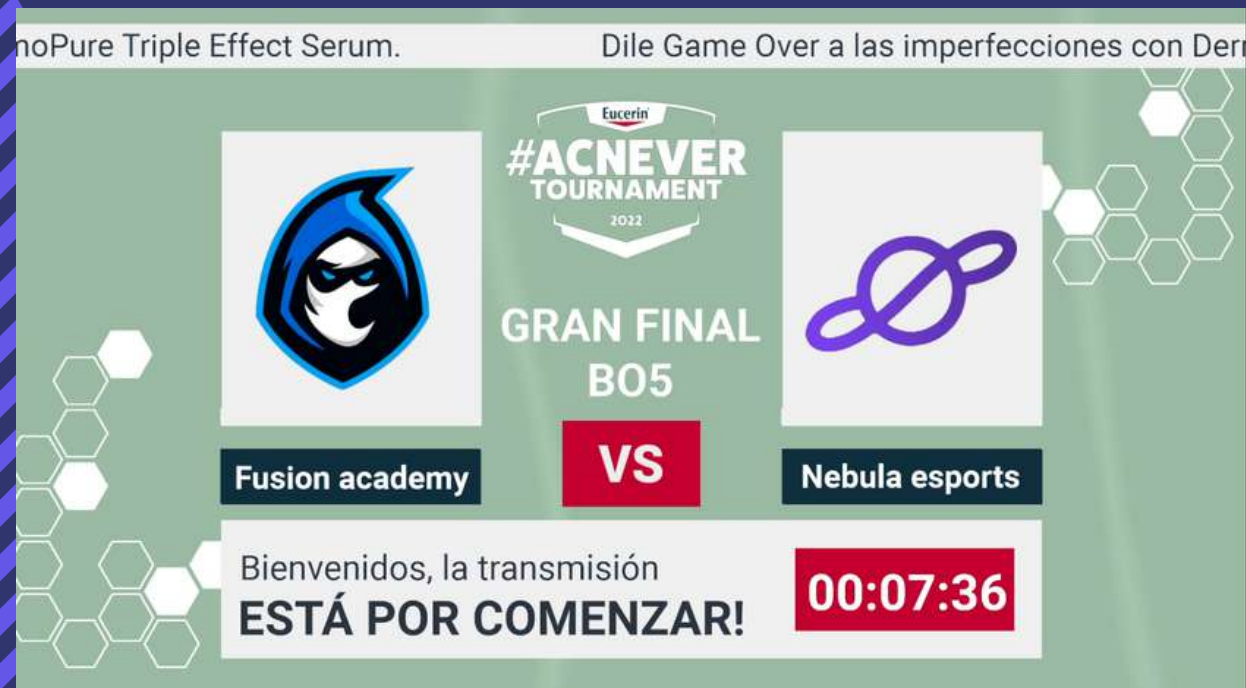 noPure Triple Effect Serum. Dile Game Over a las imperfecciones con Der
Eucerin
#ACNEVER
TOURNAMENT
2022
GRAN FINAL
BO5
VS
Fusion academy
Nebula esports
Bienvenidos, la transmisión
ESTÁ POR COMENZAR!
00:07:36